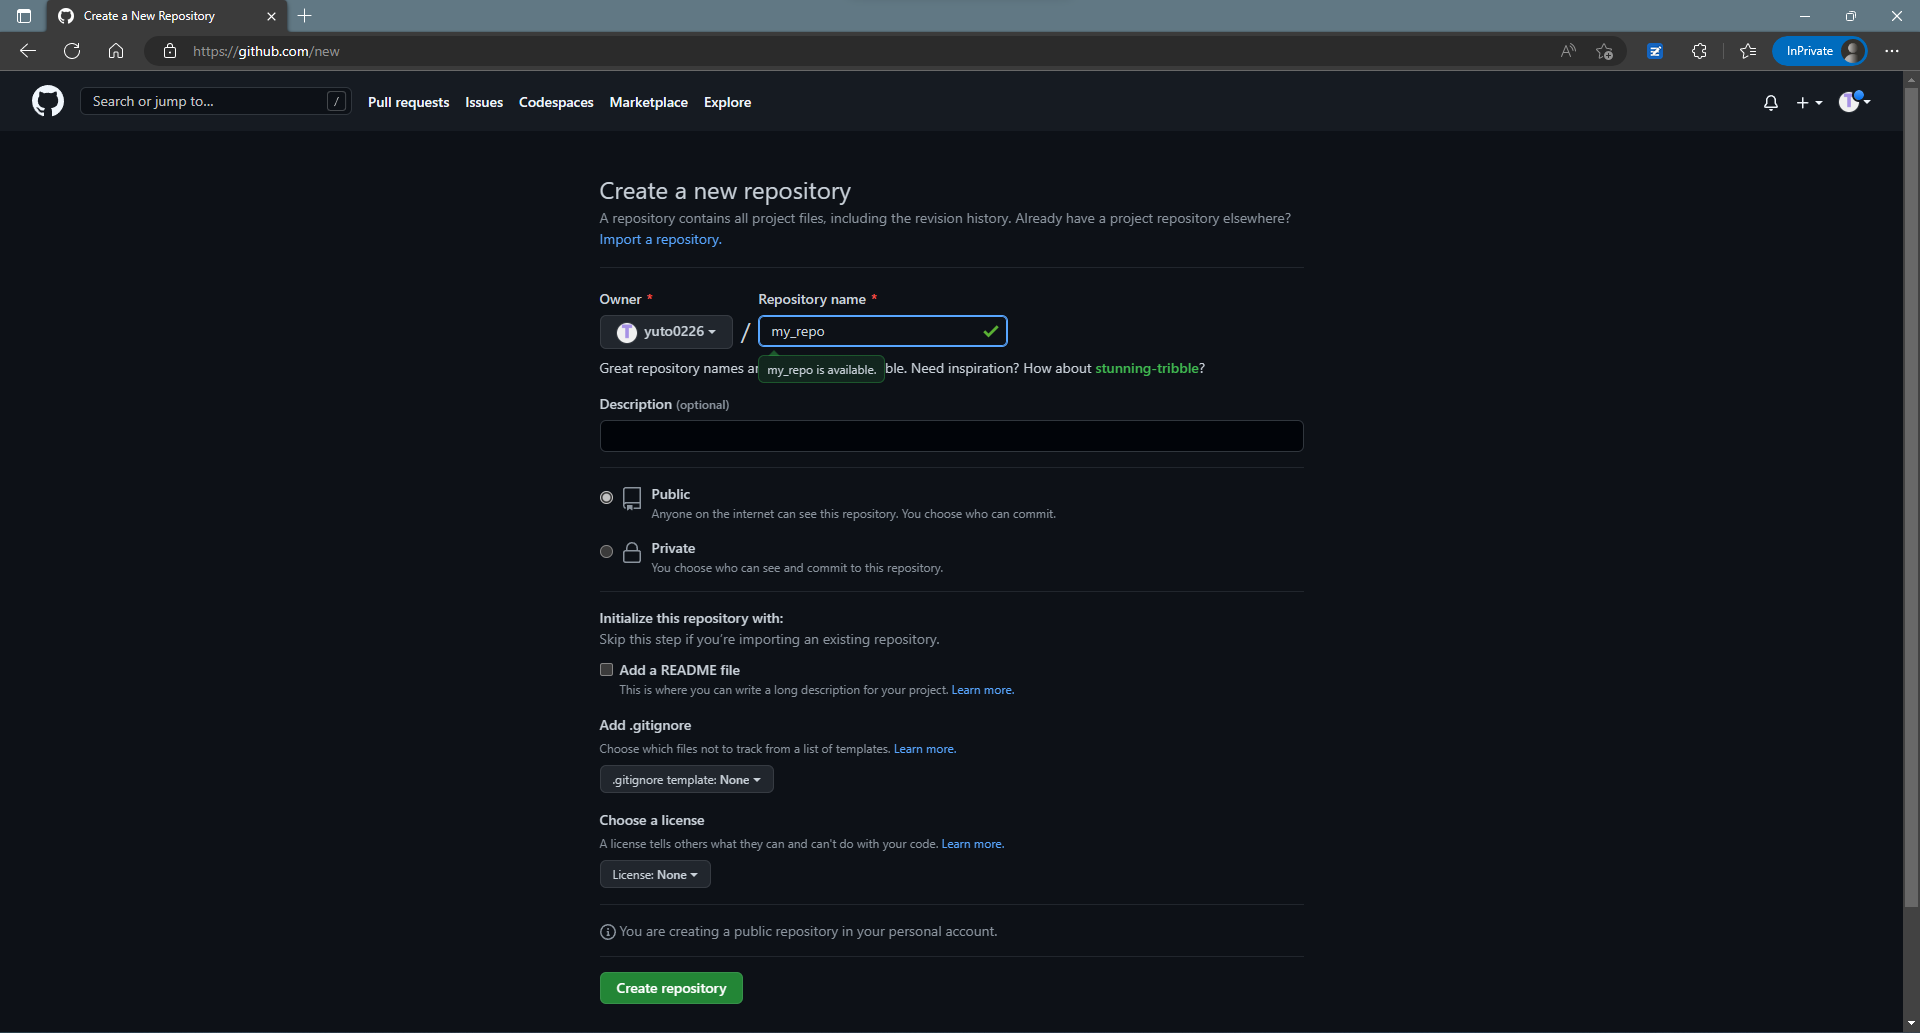 Create a New Repository
https://github.com/new
InPrivate
Search or jump to...
/
Pull requests Issues Codespaces Marketplace Explore
Create a new repository
A repository contains all project files, including the revision history. Already have a project repository elsewhere?
Import a repository.
Owner * Repository name *
T yuto0226 / my_repo
Great repository names ar my_repo is available. ble. Need inspiration? How about stunning-tribble?
Description (optional)
Public
Anyone on the internet can see this repository. You choose who can commit.
Private
You choose who can see and commit to this repository.
Initialize this repository with:
Skip this step if you're importing an existing repository.
Add a README file
This is where you can write a long description for your project. Learn more.
Add .gitignore
Choose which files not to track from a list of templates. Learn more.
.gitignore template: None
Choose a license
A license tells others what they can and can't do with your code. Learn more.
License: None
You are creating a public repository in your personal account.
Create repository